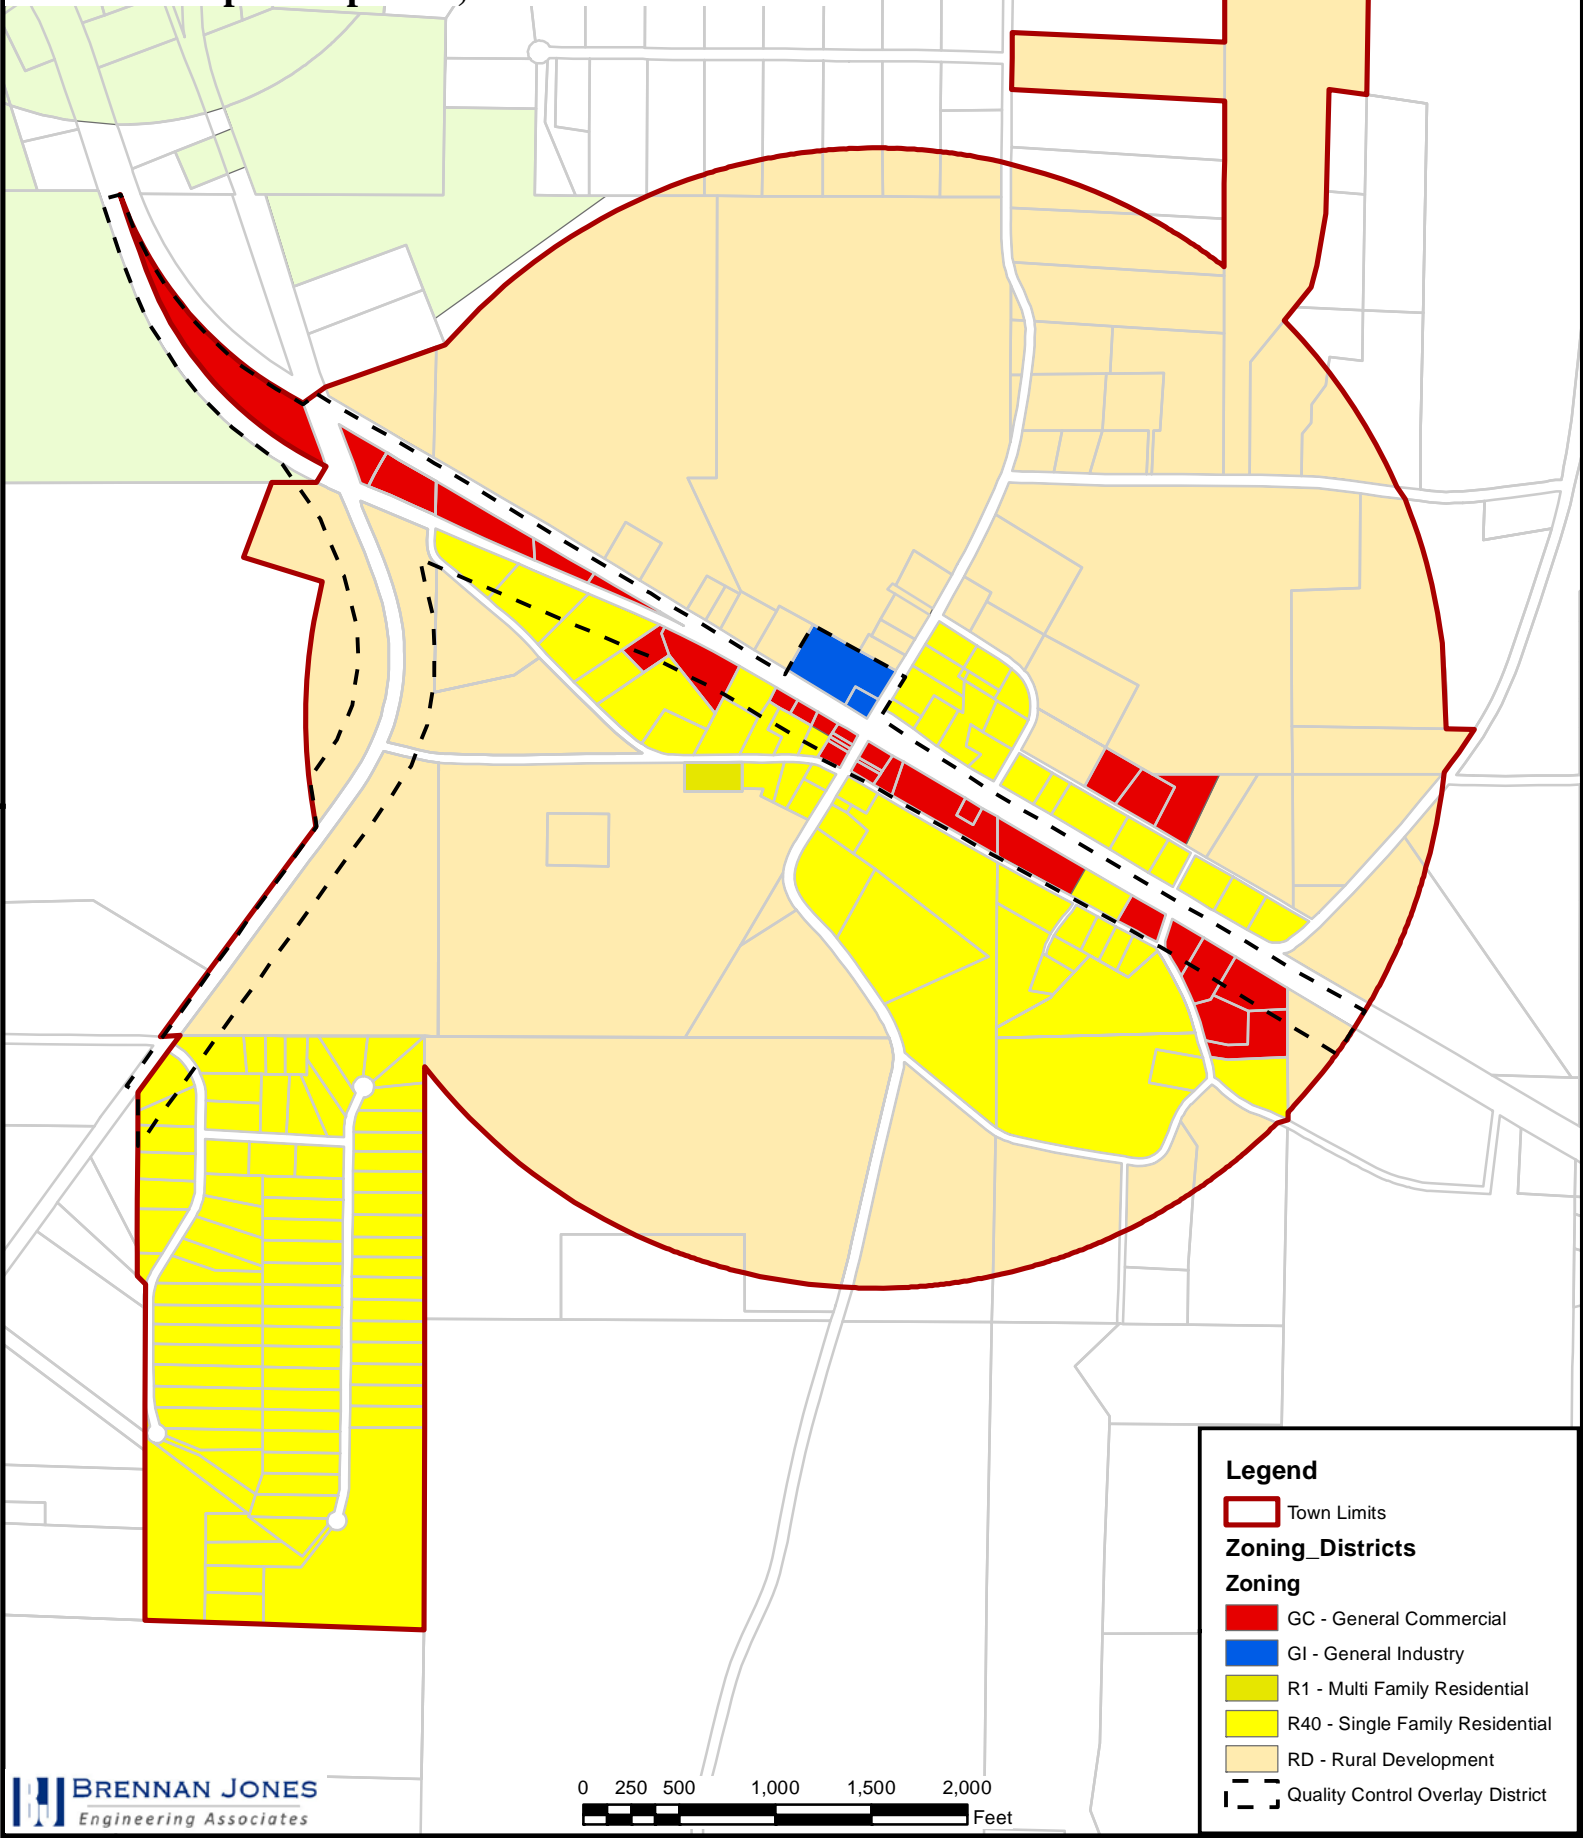 Legend
Town Limits
Zoning_Districts
Zoning
GC - General Commercial
GI - General Industry
R1 - Multi Family Residential
R40 - Single Family Residential
RD - Rural Development
Quality Control Overlay District
BJ BRENNAN JONES
Engineering Associates
0 250 500 1,000 1,500 2,000
Feet